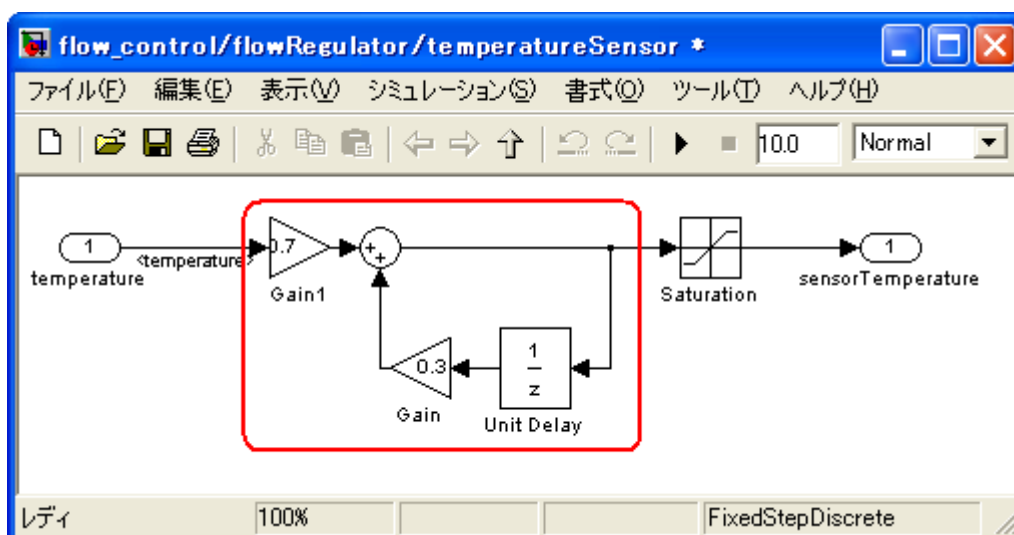 flow_control/flowRegulator/temperatureSensor *
ファイル(F) 編集(E) 表示(V) シミュレーション(S) 書式(O) ツール(T) ヘルプ(H)
10.0 Normal
1
temperature
<temperature>
0.7
Gain1
+
+
Saturation
1
sensorTemperature
0.3
Gain
1
z
Unit Delay
レディ 100% FixedStepDiscrete